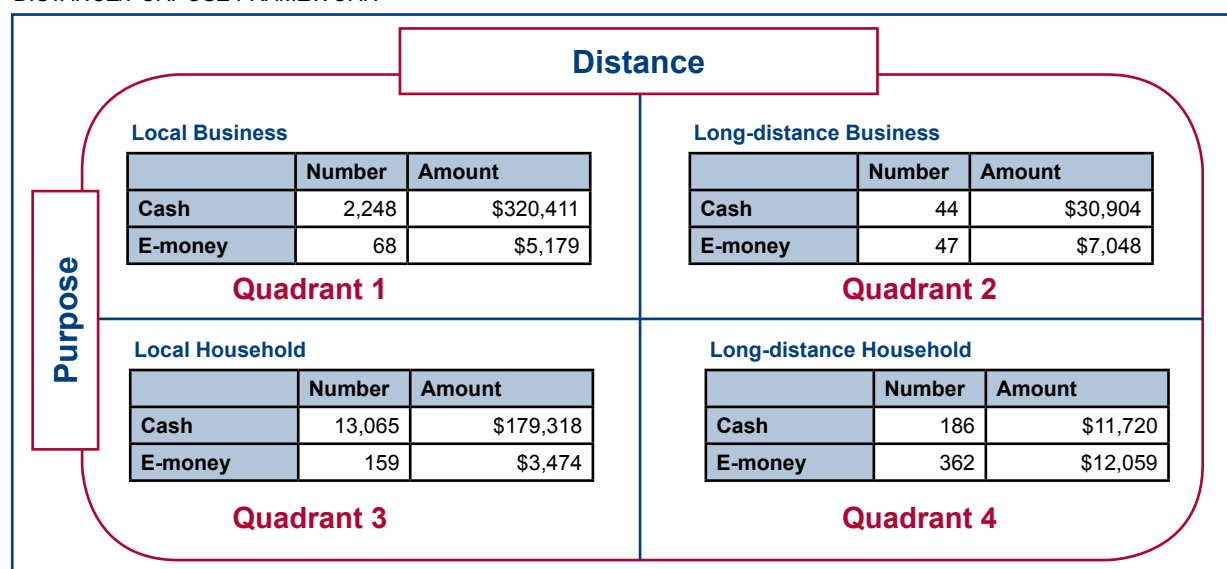 DISTANCE/PURPOSE FRAMEWORK
Distance
Purpose
Local Business
Number Amount
Cash 2,248 $320,411
E-money 68 $5,179
Quadrant 1
Long-distance Business
Number Amount
Cash 44 $30,904
E-money 47 $7,048
Quadrant 2
Local Household
Number Amount
Cash 13,065 $179,318
E-money 159 $3,474
Quadrant 3
Long-distance Household
Number Amount
Cash 186 $11,720
E-money 362 $12,059
Quadrant 4